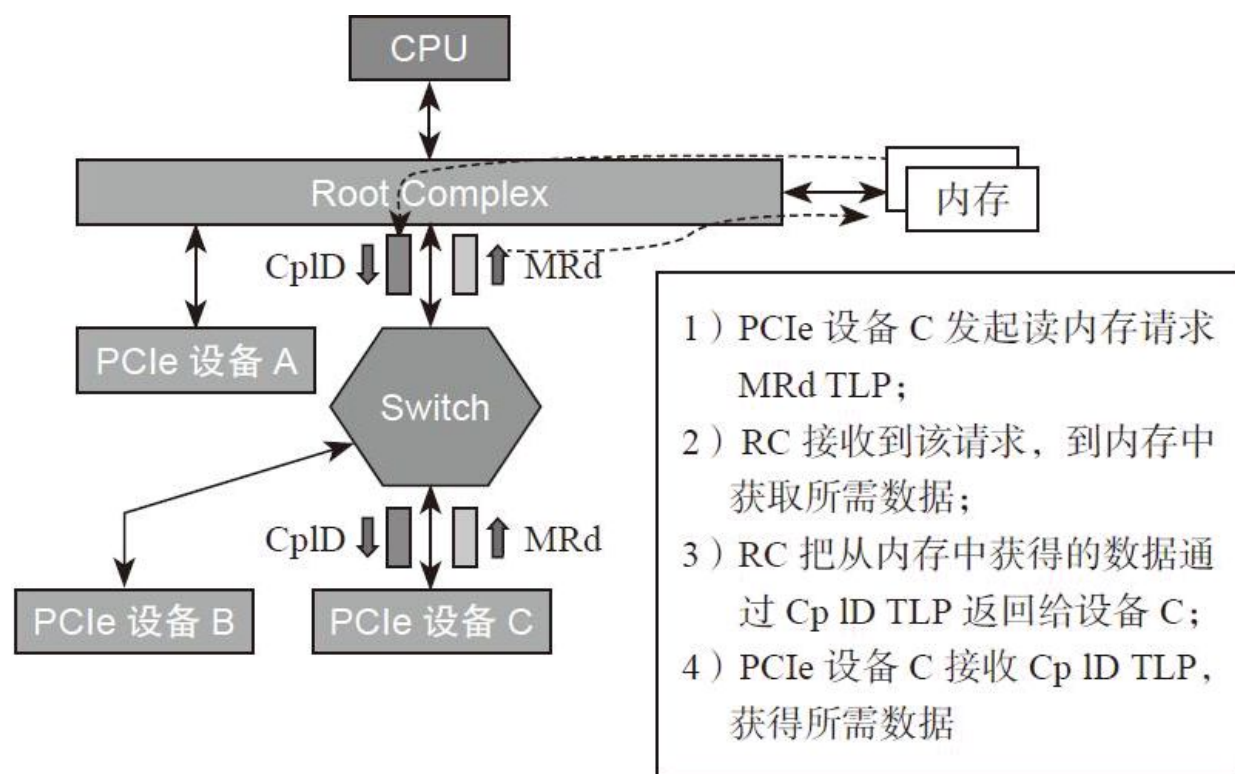 CPU
Root Complex
内存
CplD
MRd
PCIe 设备 A
Switch
CplD
MRd
PCIe 设备 B
PCIe 设备 C
1）PCIe 设备 C 发起读内存请求
MRd TLP；
2）RC 接收到该请求，到内存中
获取所需数据；
3）RC 把从内存中获得的数据通
过 Cp lD TLP 返回给设备 C；
4）PCIe 设备 C 接收 Cp lD TLP，
获得所需数据